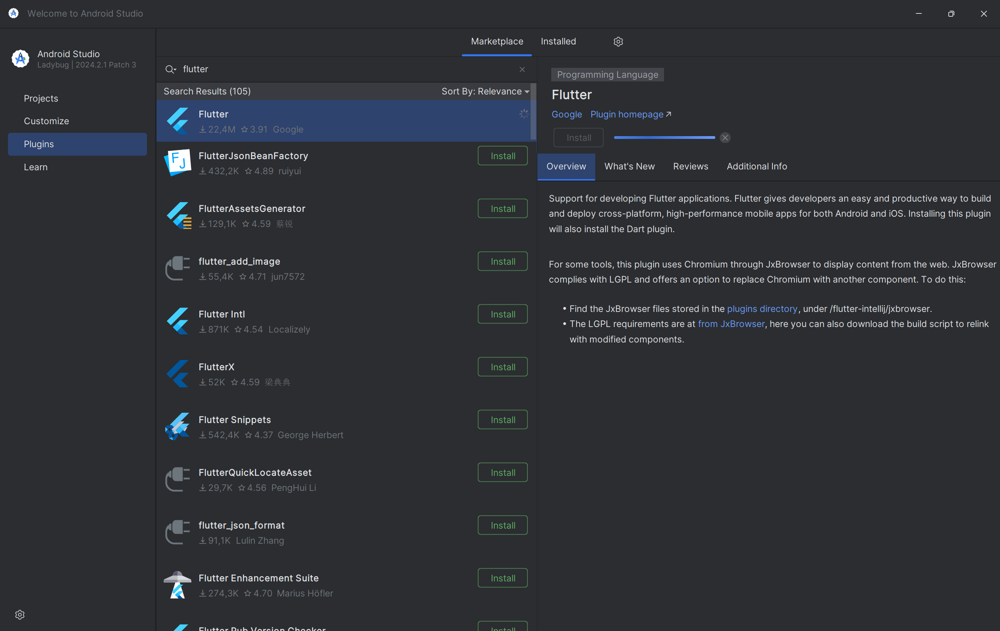 Welcome to Android Studio
Android Studio
Ladybug | 2024.2.1 Patch 3
Projects
Customize
Plugins
Learn
Marketplace
Installed
flutter
Search Results (105)
Sort By: Relevance
Flutter
22,4M 3.91 Google
FlutterJsonBeanFactory
432,2K 4.89 ruiyui
Install
FlutterAssetsGenerator
129,1K 4.59 蔡锐
Install
flutter_add_image
55,4K 4.71 jun7572
Install
Flutter Intl
871K 4.54 Localizely
Install
FlutterX
52K 4.59 梁典典
Install
Flutter Snippets
542,4K 4.37 George Herbert
Install
FlutterQuickLocateAsset
29,7K 4.56 PengHui Li
Install
flutter_json_format
91,1K Lulin Zhang
Install
Flutter Enhancement Suite
274,3K 4.70 Marius Höfler
Install
Flutter Pub Version Checker
Install
Programming Language
Flutter
Google Plugin homepage ↗
Install
Overview
What's New
Reviews
Additional Info
Support for developing Flutter applications. Flutter gives developers an easy and productive way to build
and deploy cross-platform, high-performance mobile apps for both Android and iOS. Installing this plugin
will also install the Dart plugin.
For some tools, this plugin uses Chromium through JxBrowser to display content from the web. JxBrowser
complies with LGPL and offers an option to replace Chromium with another component. To do this:
• Find the JxBrowser files stored in the plugins directory, under /flutter-intellij/jxbrowser.
• The LGPL requirements are at from JxBrowser, here you can also download the build script to relink
with modified components.